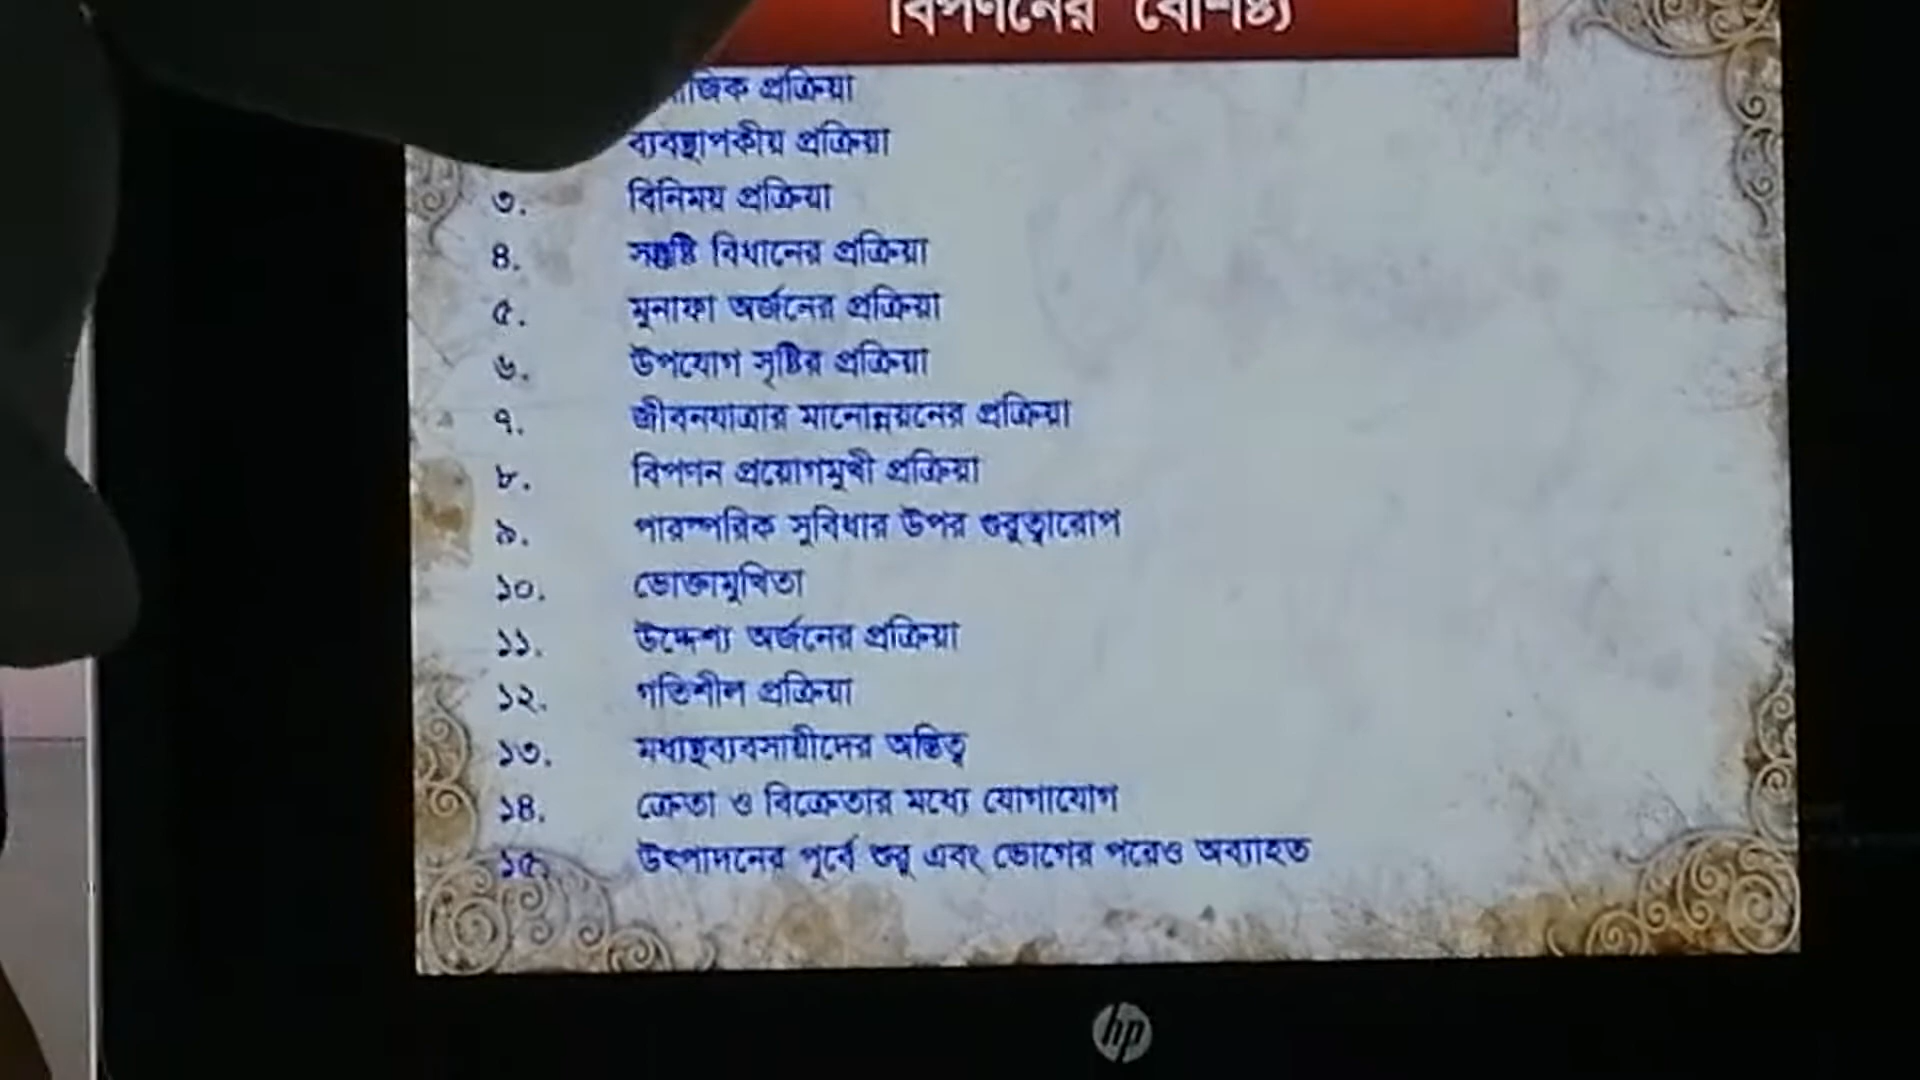 বিপণনের বৈশিষ্ট্য
প্রক্রিয়া
ব্যবস্থাপকীয় প্রক্রিয়া
৩. বিনিময় প্রক্রিয়া
৪. সন্তুষ্টি বিধানের প্রক্রিয়া
৫. মুনাফা অর্জনের প্রক্রিয়া
৬. উপযোগ সৃষ্টির প্রক্রিয়া
৭. জীবনযাত্রার মানোন্নয়নের প্রক্রিয়া
৮. বিপণন প্রয়োগমুখী প্রক্রিয়া
৯. পারস্পরিক সুবিধার উপর গুরুত্বারোপ
১০. ভোক্তামুখিতা
১১. উদ্দেশ্য অর্জনের প্রক্রিয়া
১২. গতিশীল প্রক্রিয়া
১৩. মধ্যস্থব্যবসায়ীদের অস্তিত্ব
১৪. ক্রেতা ও বিক্রেতার মধ্যে যোগাযোগ
১৫. উৎপাদনের পূর্বে শুরু এবং ভোগের পরেও অব্যাহত
hp